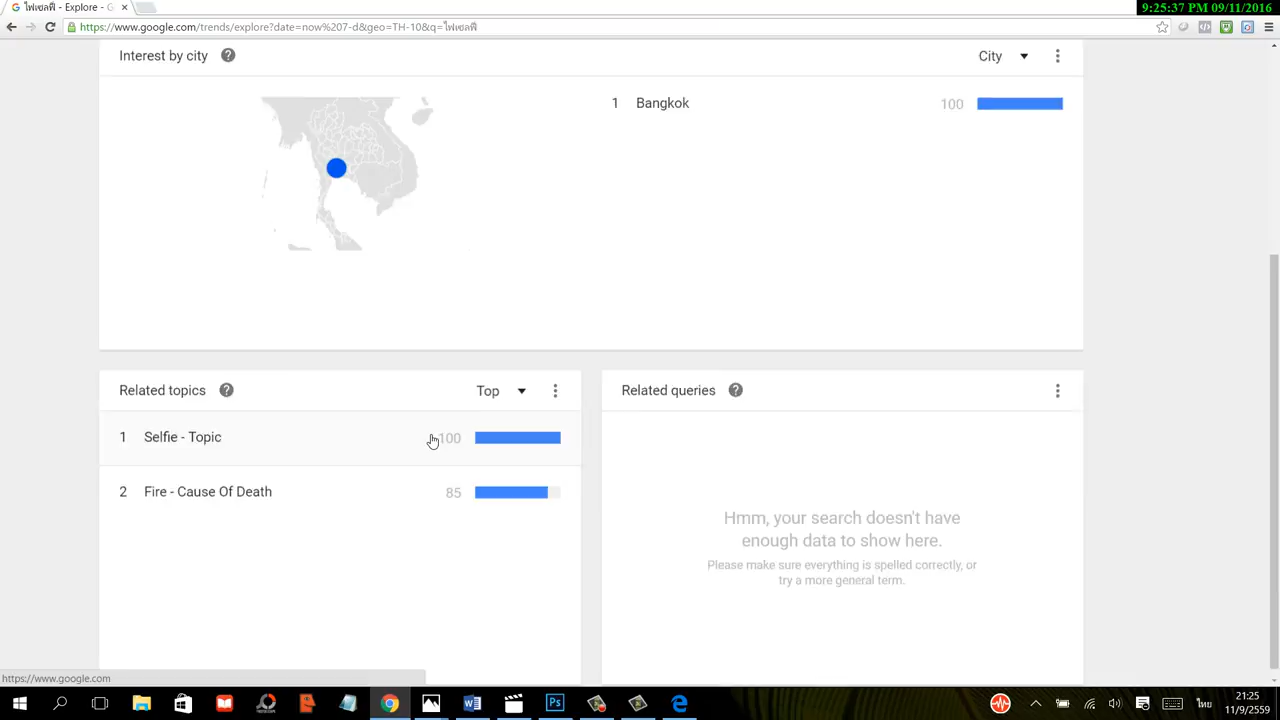 9:25:37 PM 09/11/2016
ไฟเซลฟี่ - Explore - G
https://www.google.com/trends/explore?date=now%207-d&geo=TH-10&q=ไฟเซลฟี่
Interest by city
City
1 Bangkok 100
Related topics
Top
Related queries
1 Selfie - Topic 100
2 Fire - Cause Of Death 85
Hmm, your search doesn't have
enough data to show here.
Please make sure everything is spelled correctly, or
try a more general term.
https://www.google.com
ไทย
21:25
11/9/2559